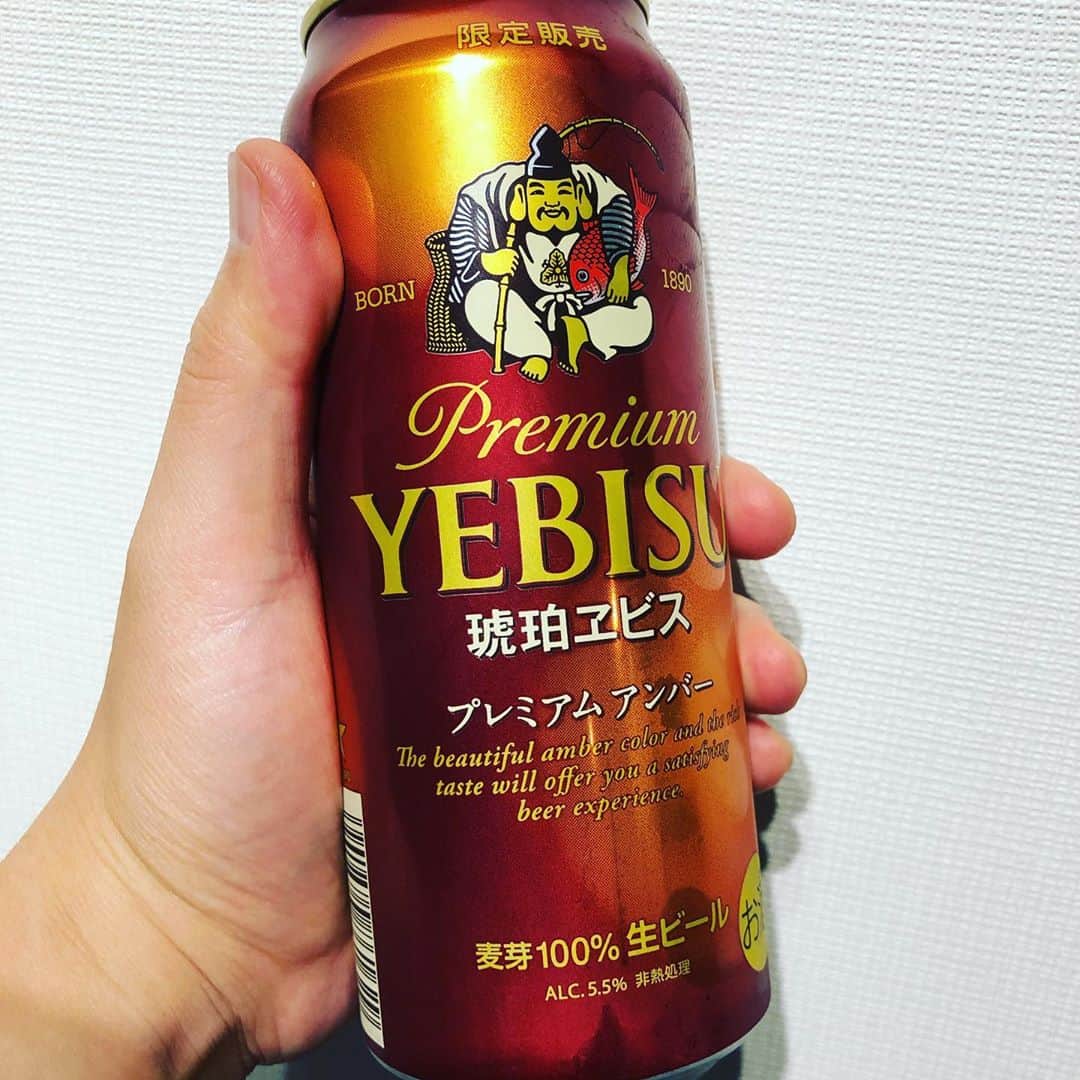 限定販売
BORN 1890
Premium
YEBISU
琥珀ヱビス
プレミアム アンバー
The beautiful amber color and the rich
taste will offer you a satisfying
beer experience.
麦芽100% 生ビール
お
ALC.5.5% 非熱処理